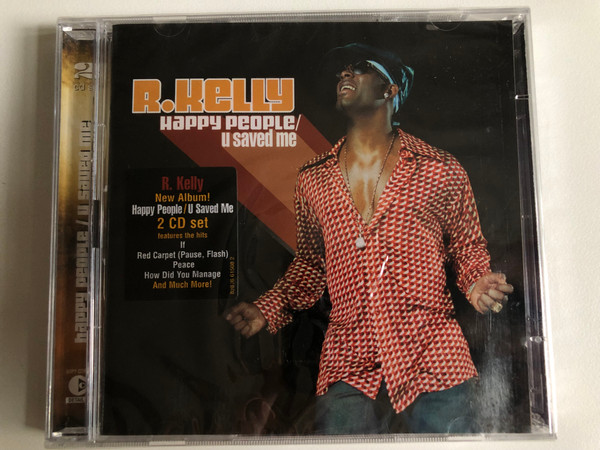 R.Kelly
Happy People/
U Saved Me
R. Kelly
New Album!
Happy People/U Saved Me
2 CD set
features the hits
If
Red Carpet (Pause, Flash)
Peace
How Did You Manage
And Much More!
happy people / u saved me